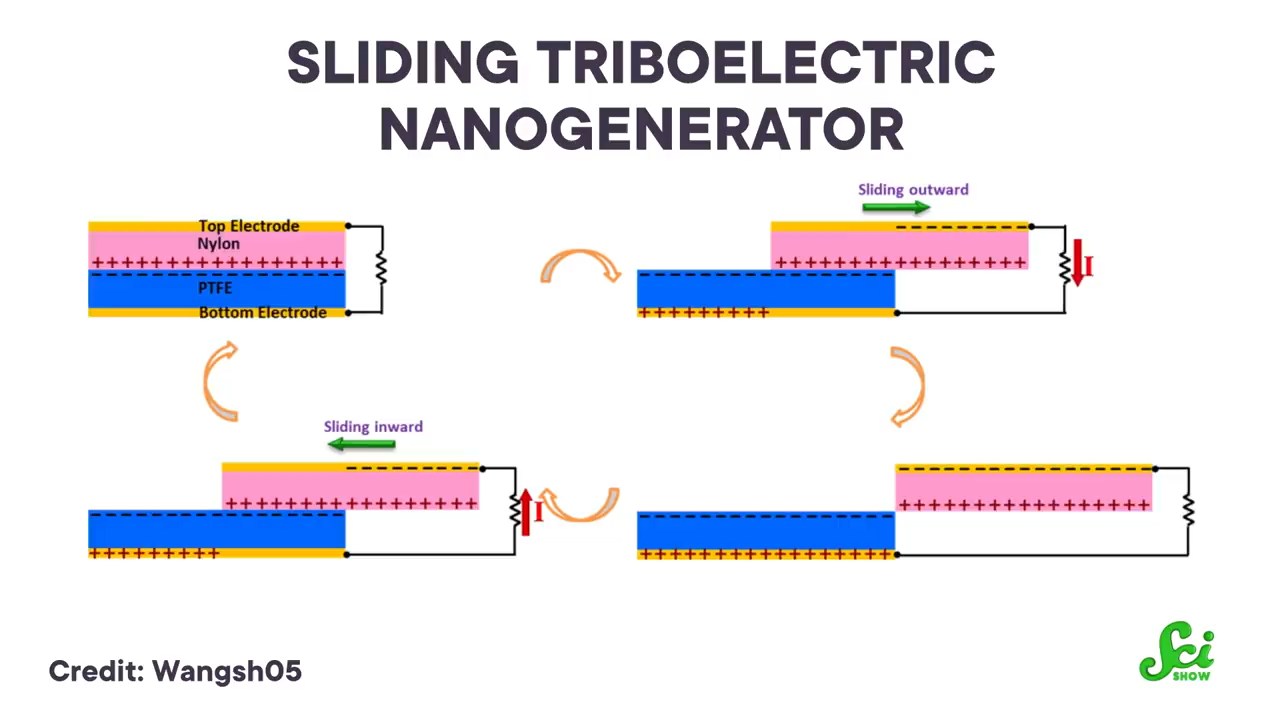 SLIDING TRIBOELECTRIC
NANOGENERATOR
Sliding outward
Top Electrode
Nylon
+ + + + + + + + + + + + + + + +
PTFE
Bottom Electrode
+ + + + + + + + + + + + + + + +
I
+ + + + + + + + +
Sliding inward
+ + + + + + + + + + + + + + + +
I
+ + + + + + + + +
+ + + + + + + + + + + + + + + +
+ + + + + + + + + + + + + + + +
Credit: Wangsh05
Sci
SHOW